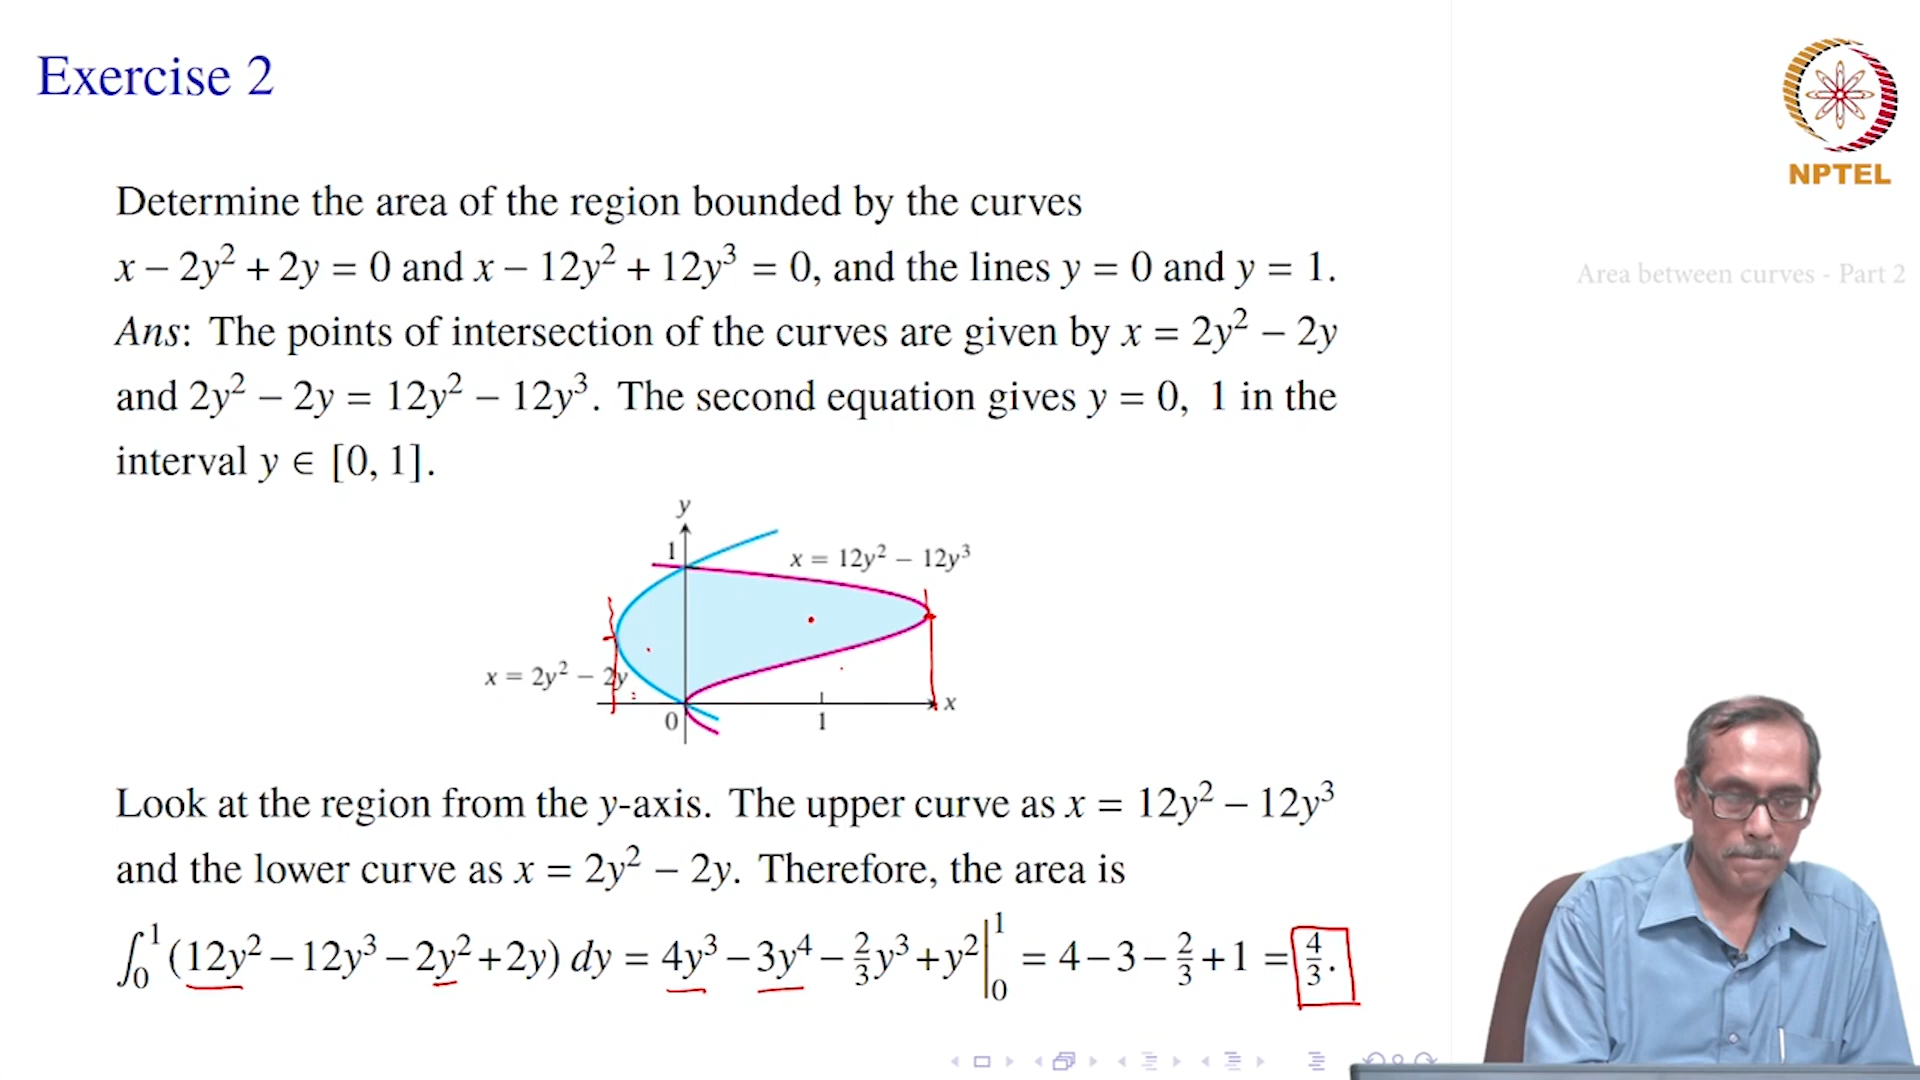 Exercise 2
NPTEL
Determine the area of the region bounded by the curves
x − 2y² + 2y = 0 and x − 12y² + 12y³ = 0, and the lines y = 0 and y = 1.
Area between curves - Part 2
Ans: The points of intersection of the curves are given by x = 2y² − 2y
and 2y² − 2y = 12y² − 12y³. The second equation gives y = 0, 1 in the
interval y ∈ [0, 1].
y
1
x = 12y² − 12y³
x = 2y² − 2y
x
0
1
Look at the region from the y-axis. The upper curve as x = 12y² − 12y³
and the lower curve as x = 2y² − 2y. Therefore, the area is
∫₀¹ (12y² − 12y³ − 2y² + 2y) dy = 4y³ − 3y⁴ − ⅔y³ + y² |₀¹ = 4 − 3 − ⅔ + 1 = 4/3.